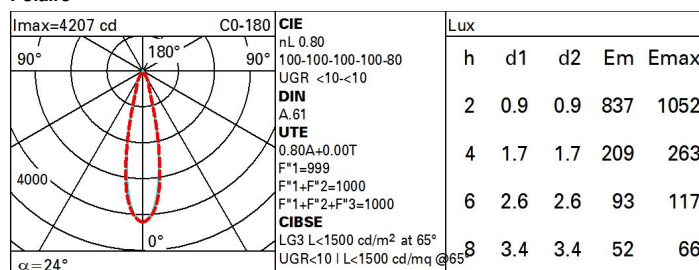 Imax=4207 cd C0-180
90° 180° 90°
4000
0°
α=24°
CIE
nL 0.80
100-100-100-100-80
UGR <10-<10
DIN
A.61
UTE
0.80A+0.00T
F"1=999
F"1+F"2=1000
F"1+F"2+F"3=1000
CIBSE
LG3 L<1500 cd/m² at 65°
UGR<10 | L<1500 cd/mq @65°
Lux
h d1 d2 Em Emax
2 0.9 0.9 837 1052
4 1.7 1.7 209 263
6 2.6 2.6 93 117
8 3.4 3.4 52 66